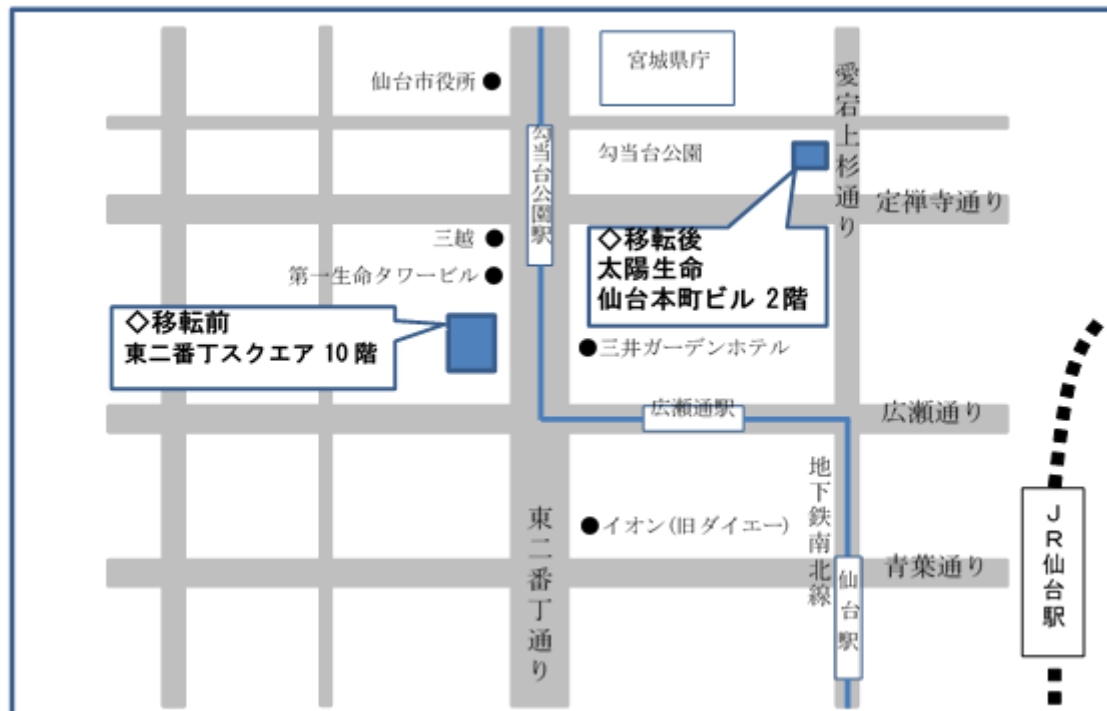 宮城県庁
仙台市役所
愛宕上杉通り
勾当台公園駅
勾当台公園
定禅寺通り
三越
◇移転後
太陽生命
仙台本町ビル 2階
第一生命タワービル
◇移転前
東二番丁スクエア 10階
三井ガーデンホテル
広瀬通駅
広瀬通り
地下鉄南北線
東二番丁通り
イオン(旧ダイエー)
JR仙台駅
青葉通り
仙台駅